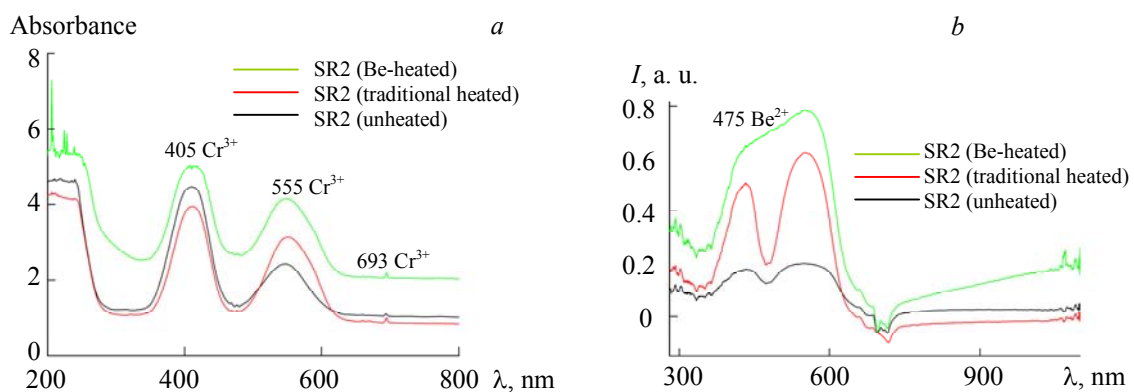 Absorbance
a
8
6
4
2
0
200
400
600
800
λ, nm
SR2 (Be-heated)
SR2 (traditional heated)
SR2 (unheated)
405 Cr³⁺
555 Cr³⁺
693 Cr³⁺
b
I, a. u.
0.8
0.6
0.4
0.2
0
300
600
900
λ, nm
475 Be²⁺
SR2 (Be-heated)
SR2 (traditional heated)
SR2 (unheated)